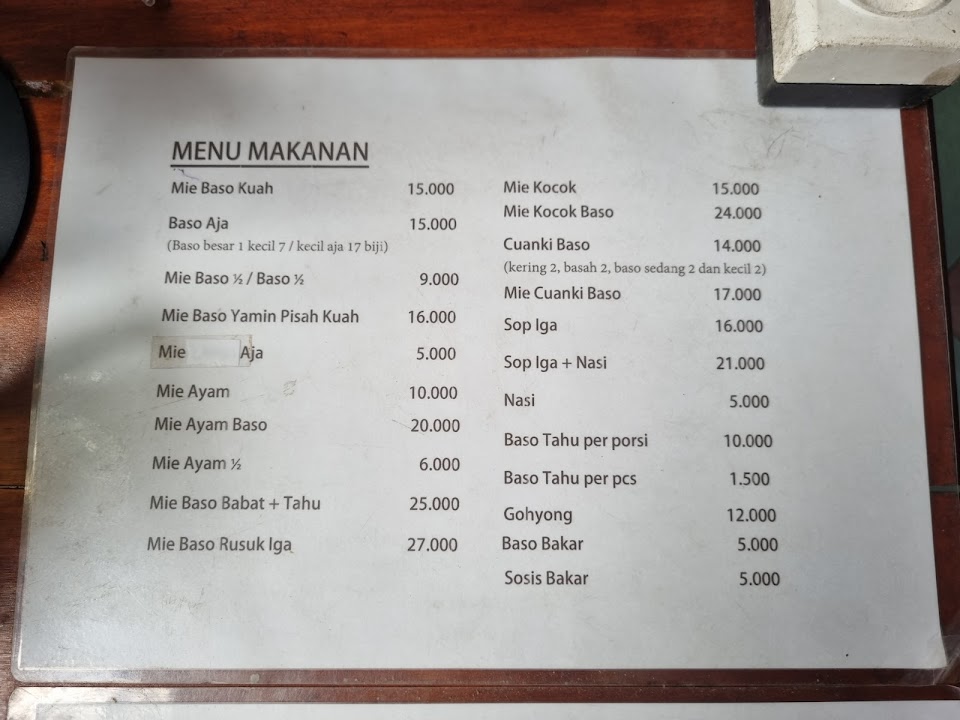 MENU MAKANAN
Mie Baso Kuah 15.000
Baso Aja 15.000
(Baso besar 1 kecil 7 / kecil aja 17 biji)
Mie Baso ½ / Baso ½ 9.000
Mie Baso Yamin Pisah Kuah 16.000
Mie Aja 5.000
Mie Ayam 10.000
Mie Ayam Baso 20.000
Mie Ayam ½ 6.000
Mie Baso Babat + Tahu 25.000
Mie Baso Rusuk Iga 27.000
Mie Kocok 15.000
Mie Kocok Baso 24.000
Cuanki Baso 14.000
(kering 2, basah 2, baso sedang 2 dan kecil 2)
Mie Cuanki Baso 17.000
Sop Iga 16.000
Sop Iga + Nasi 21.000
Nasi 5.000
Baso Tahu per porsi 10.000
Baso Tahu per pcs 1.500
Gohyong 12.000
Baso Bakar 5.000
Sosis Bakar 5.000